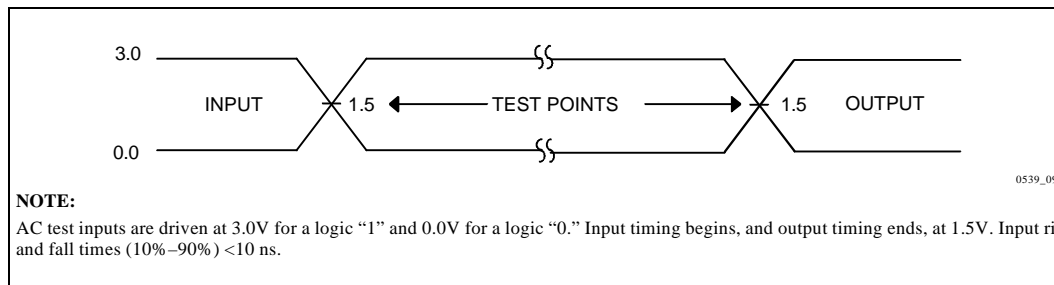 3.0
INPUT 1.5 TEST POINTS 1.5 OUTPUT
0.0
0539_09
NOTE:
AC test inputs are driven at 3.0V for a logic “1” and 0.0V for a logic “0.” Input timing begins, and output timing ends, at 1.5V. Input
and fall times (10%–90%) <10 ns.